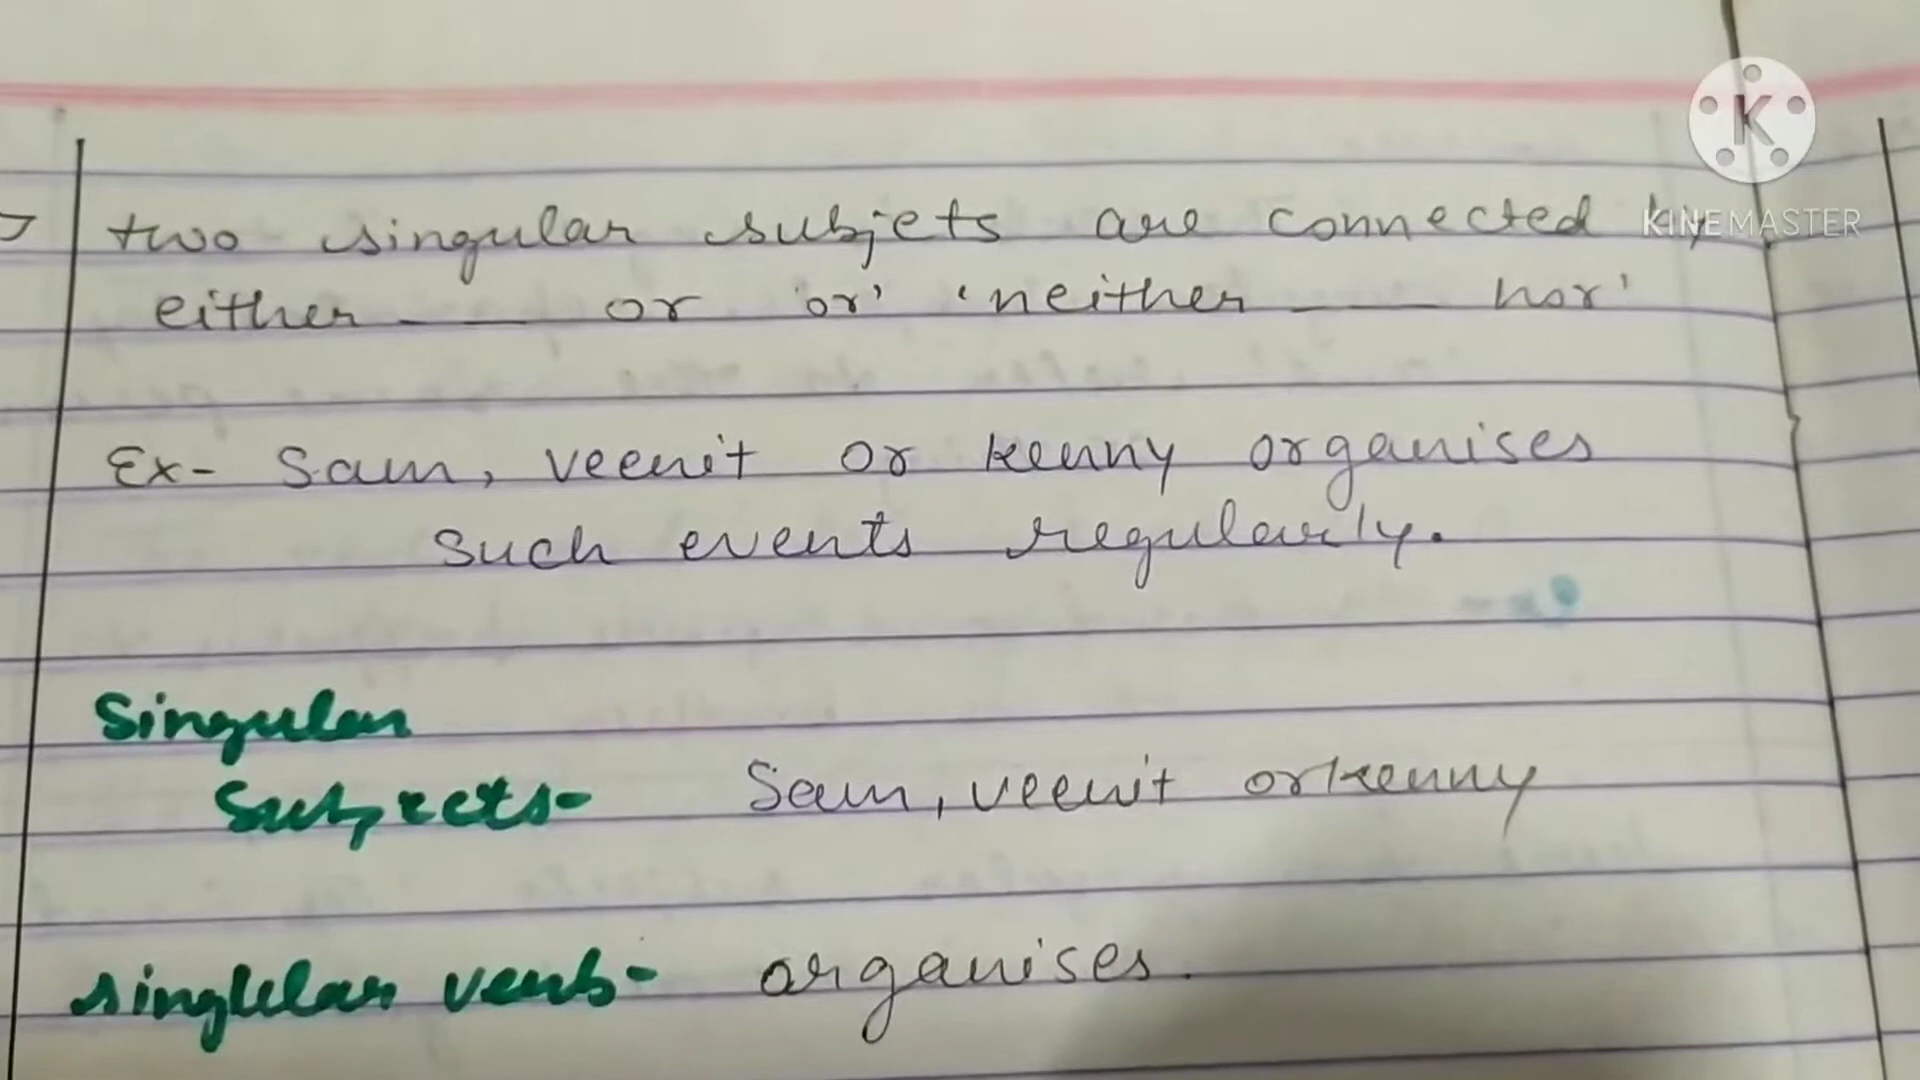 two singular subjets are connected by
either ___ or 'or' 'neither ___ nor'
Ex- Sam, veenit or kenny organises
such events regularly.
Singular
Subjects- Sam, veenit or kenny
singular verb- organises.
KINEMASTER